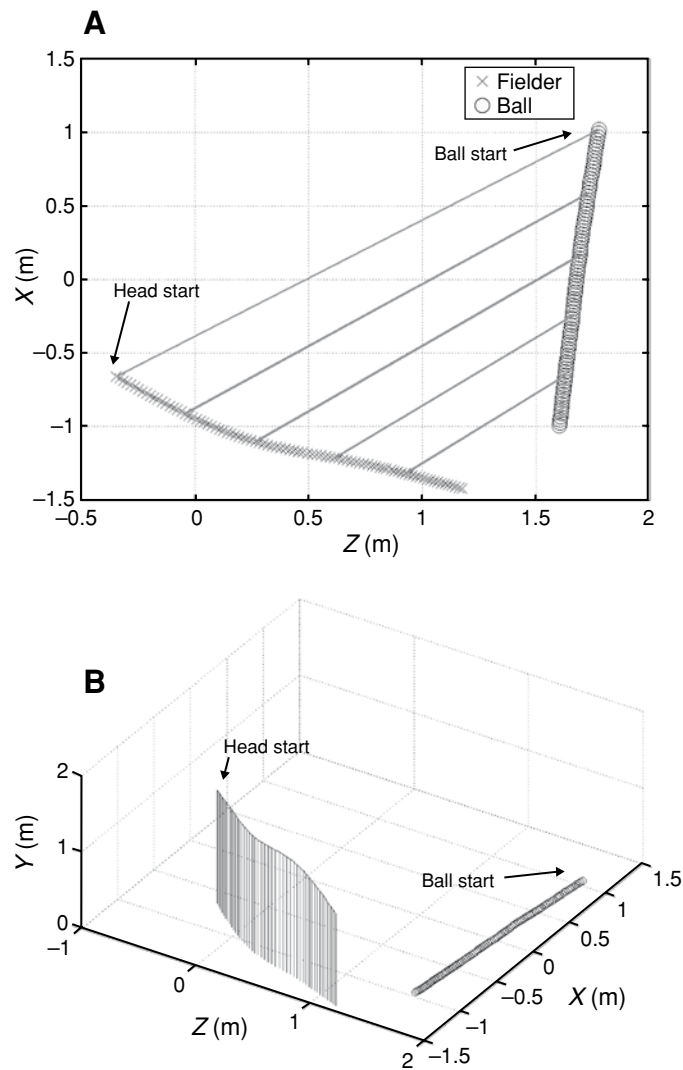 A
1.5
1
0.5
0
–0.5
–1
–1.5
X (m)
Fielder
Ball
Ball start
Head start
–0.5
0
0.5
1
1.5
2
Z (m)
B
2
1
0
Y (m)
Head start
Ball start
–1
0
1
2
Z (m)
1.5
1
0.5
0
–0.5
–1
–1.5
X (m)